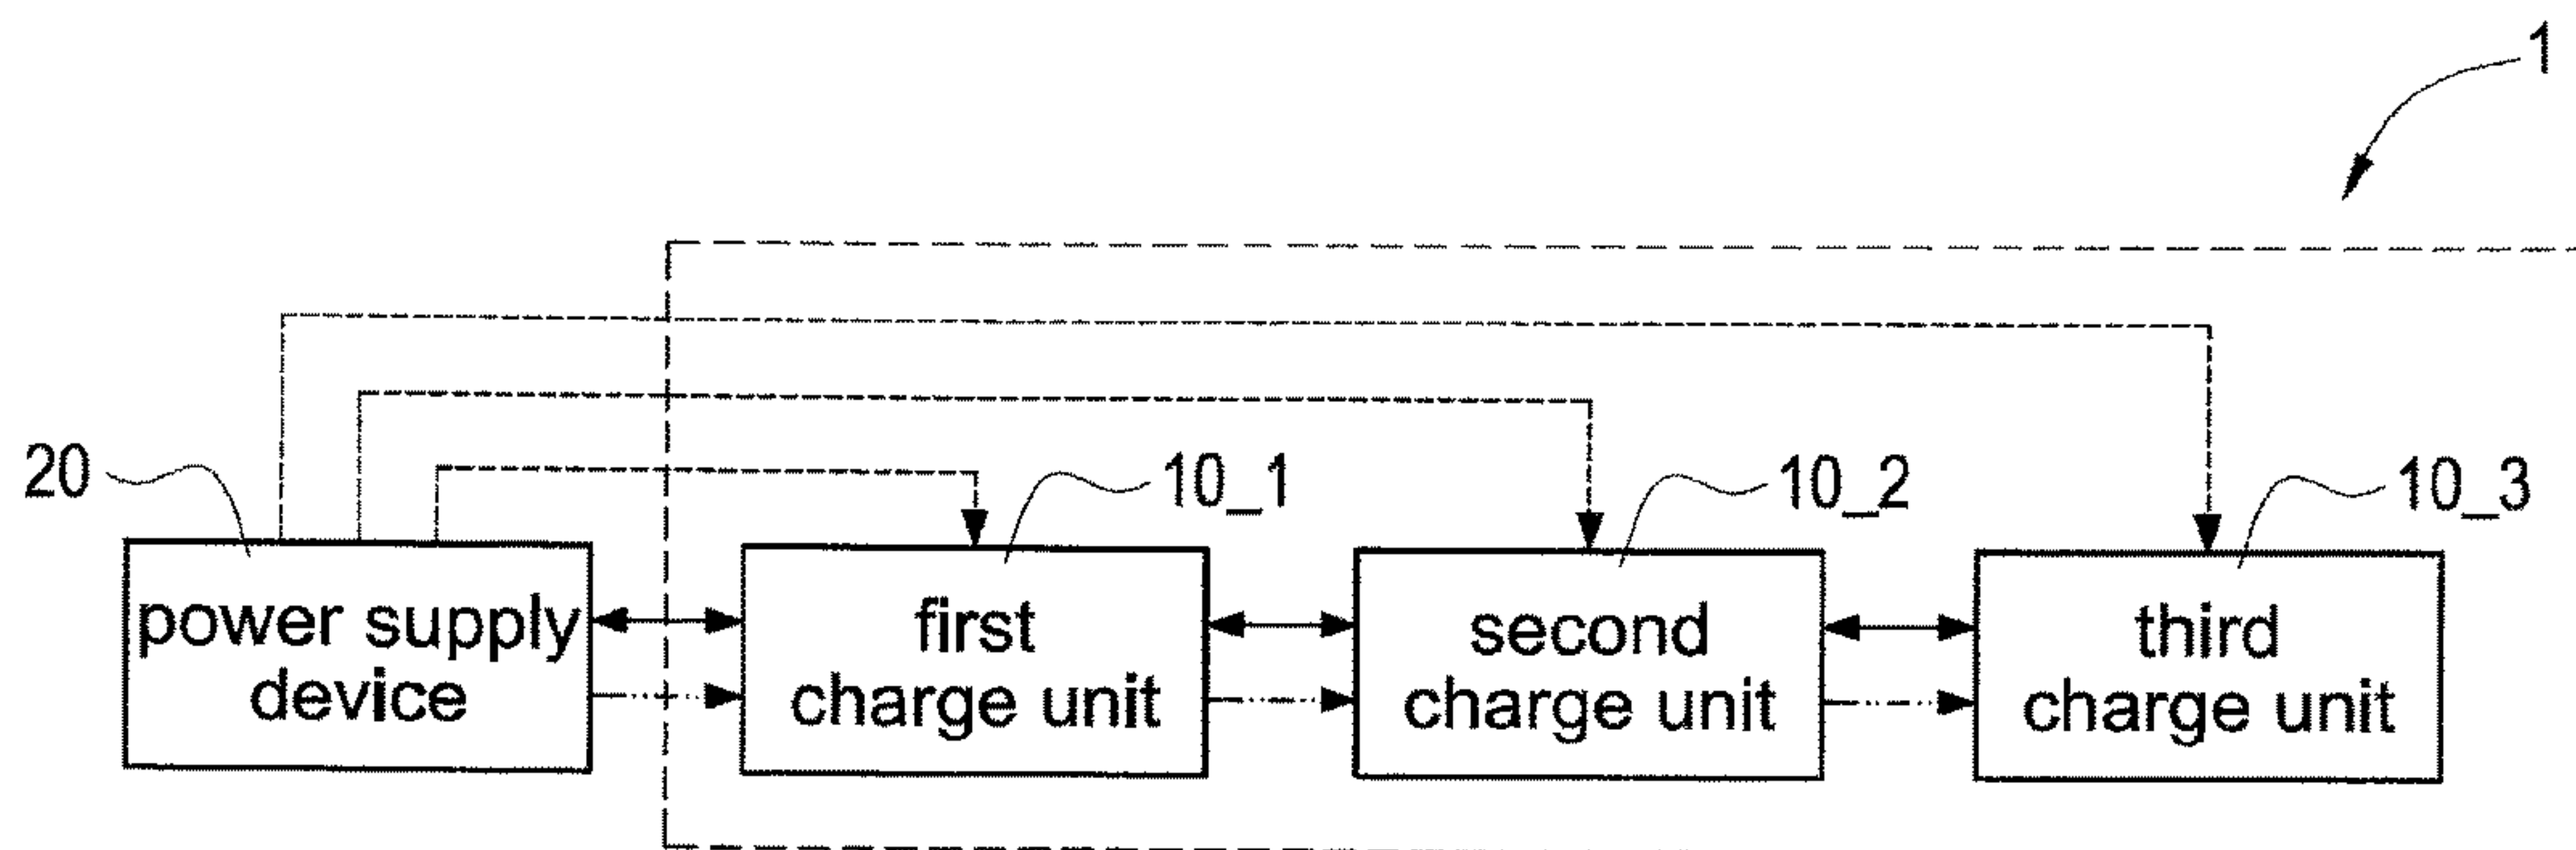 1
20
10_1
10_2
10_3
power supply
device
first
charge unit
second
charge unit
third
charge unit